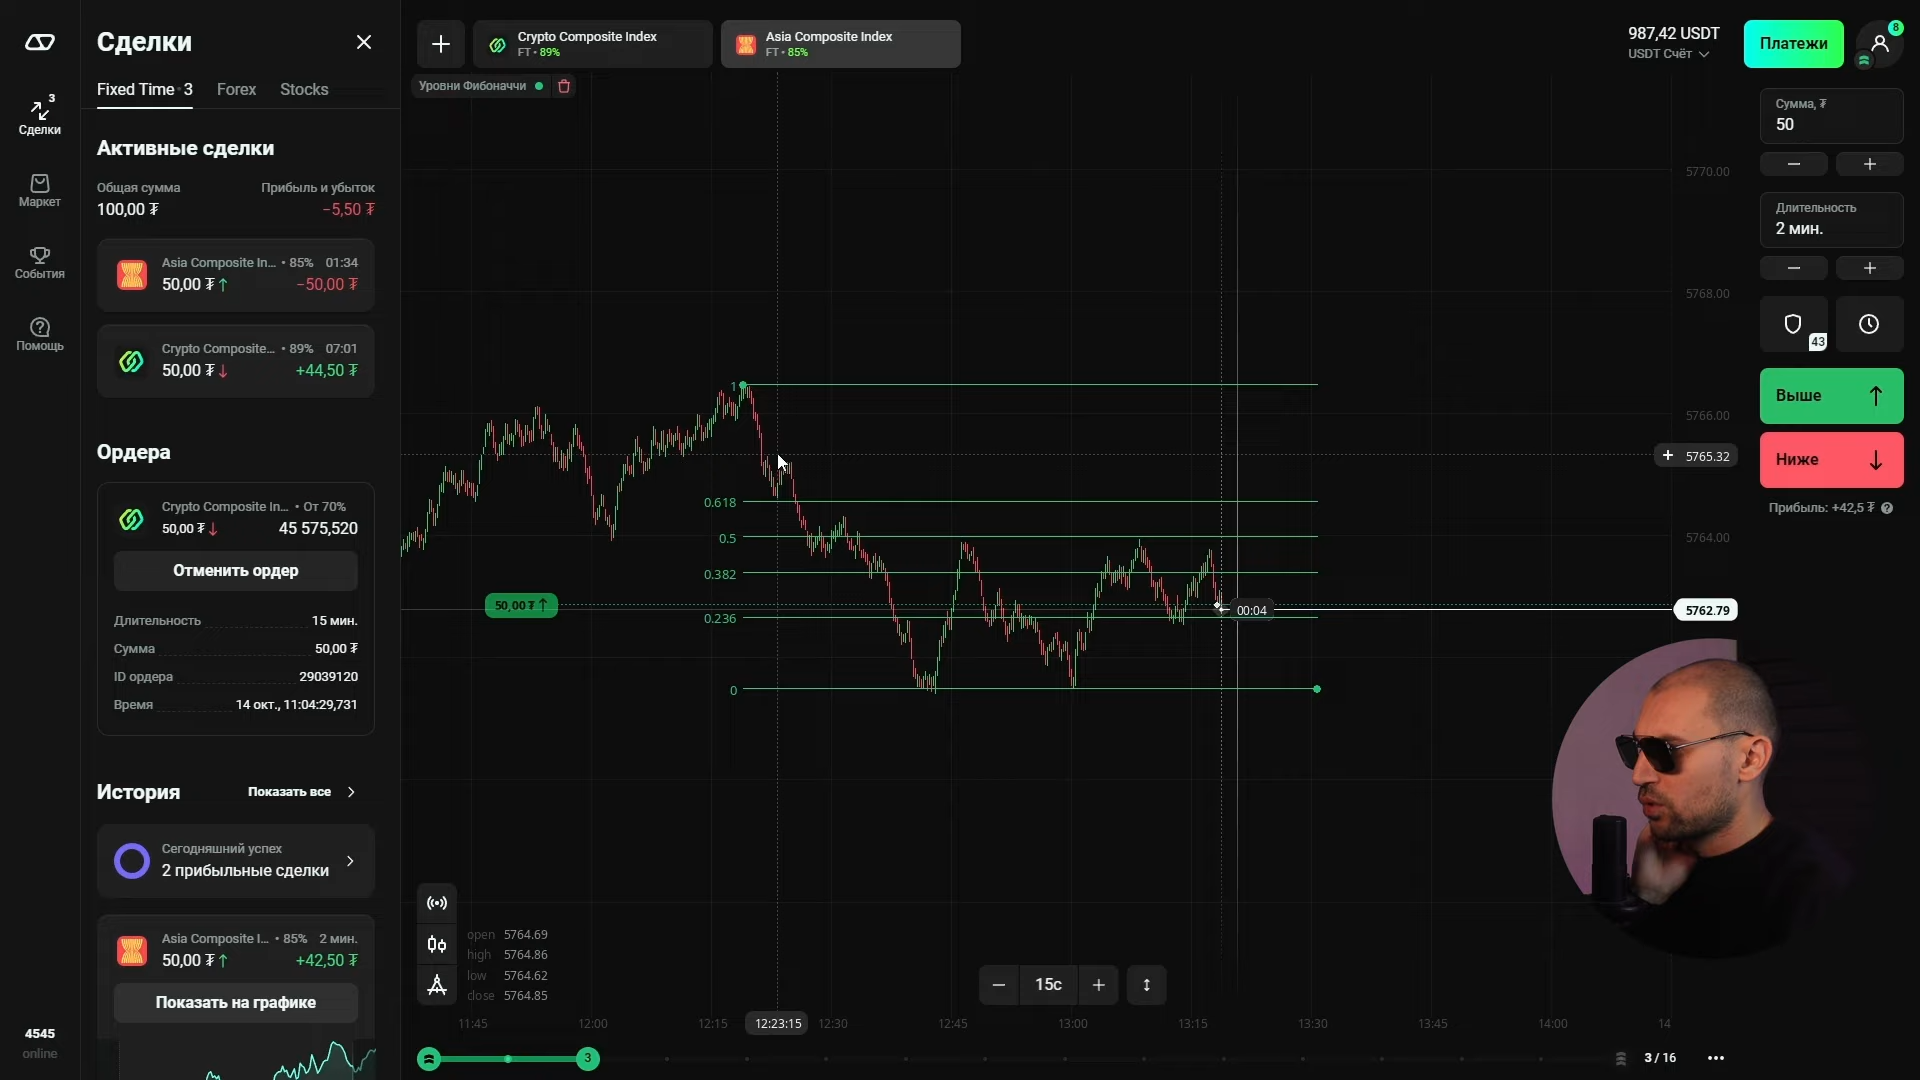 Сделки
Fixed Time · 3
Forex
Stocks
Активные сделки
Общая сумма
Прибыль и убыток
100,00 ₮
−5,50 ₮
Asia Composite In... • 85% 01:34
50,00 ₮ ↑ −50,00 ₮
Crypto Composite... • 89% 07:01
50,00 ₮ ↓ +44,50 ₮
Ордера
Crypto Composite In... • От 70%
50,00 ₮ ↓ 45 575,520
Отменить ордер
Длительность 15 мин.
Сумма 50,00 ₮
ID ордера 29039120
Время 14 окт., 11:04:29,731
История
Показать все
Сегодняшний успех
2 прибыльные сделки
Asia Composite I... • 85% 2 мин.
50,00 ₮ ↑ +42,50 ₮
Показать на графике
3
Сделки
Маркет
События
Помощь
4545
online
Crypto Composite Index
FT • 89%
Asia Composite Index
FT • 85%
Уровни Фибоначчи
987,42 USDT
USDT Счёт
Платежи
8
1
0.618
0.5
0.382
0.236
0
50,00 ₮ ↑
00:04
5770.00
5768.00
5766.00
+ 5765.32
5764.00
5762.79
open 5764.69
high 5764.86
low 5764.62
close 5764.85
− 15с +
11:45
12:00
12:15
12:23:15
12:30
12:45
13:00
13:15
13:30
13:45
14:00
14
3
3 / 16
Сумма, ₮
50
Длительность
2 мин.
43
Выше
Ниже
Прибыль: +42,5 ₮